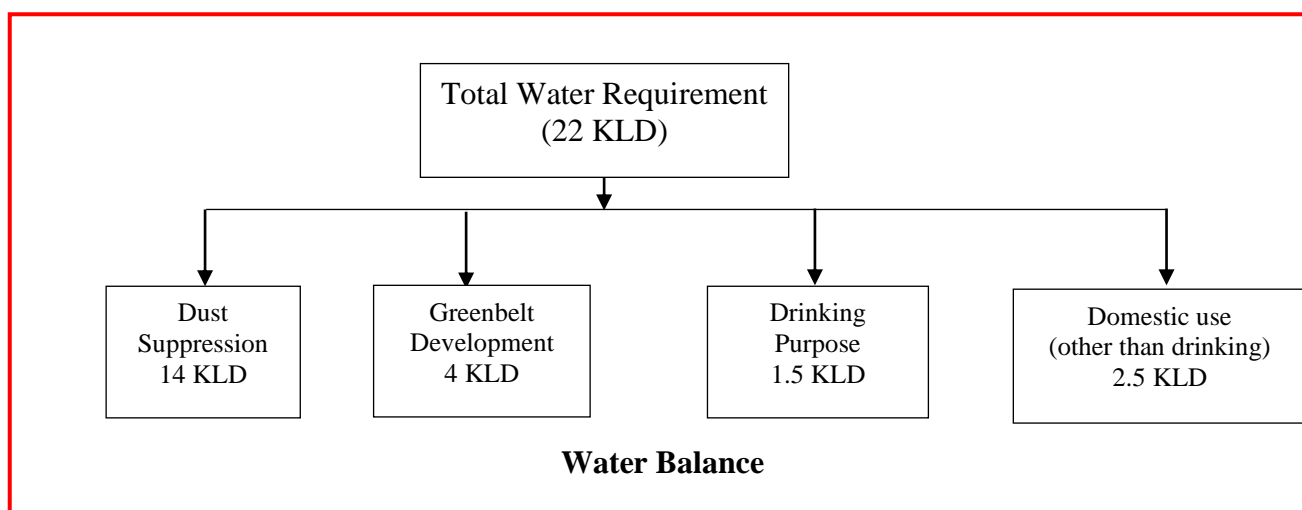 Total Water Requirement
(22 KLD)
Dust
Suppression
14 KLD
Greenbelt
Development
4 KLD
Drinking
Purpose
1.5 KLD
Domestic use
(other than drinking)
2.5 KLD
Water Balance